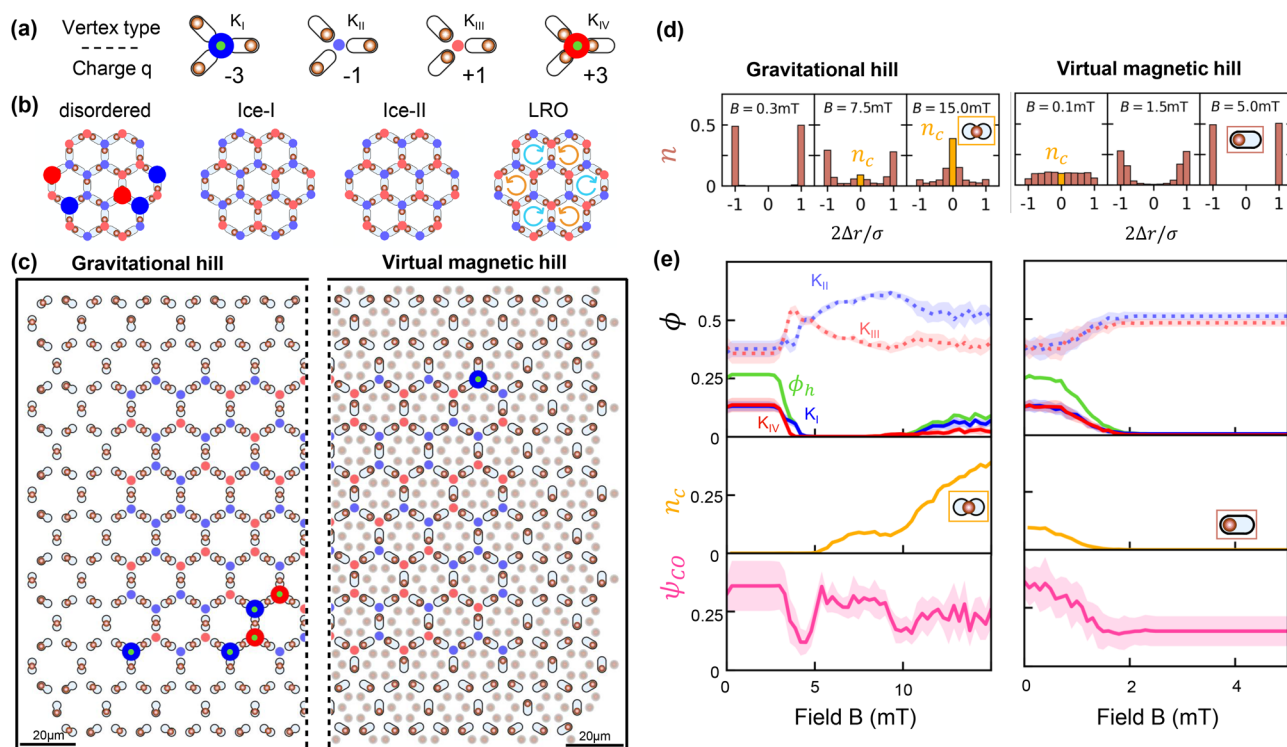 (a) Vertex type K_I K_II K_III K_IV
Charge q -3 -1 +1 +3
(b) disordered Ice-I Ice-II LRO
(c) Gravitational hill Virtual magnetic hill
20μm 20μm
(d)
Gravitational hill Virtual magnetic hill
B = 0.3mT B = 7.5mT B = 15.0mT B = 0.1mT B = 1.5mT B = 5.0mT
n 0.5 0 n_c n_c n_c
-1 0 1 -1 0 1 -1 0 1 -1 0 1 -1 0 1 -1 0 1
2Δr/σ 2Δr/σ
(e)
ϕ 0.5 0.25 0 K_II K_III ϕ_h K_I K_IV
n_c 0.25 0
ψ_CO 0.25 0
0 5 10 0 2 4
Field B (mT) Field B (mT)